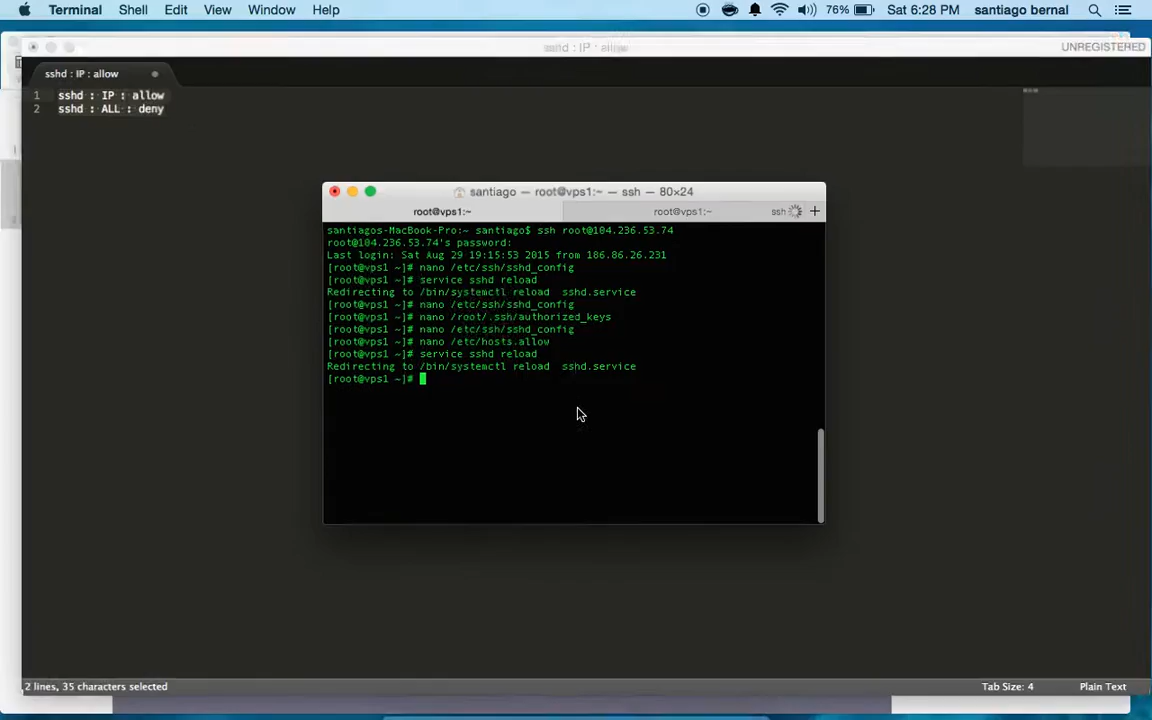 Terminal Shell Edit View Window Help 76% Sat 6:28 PM santiago bernal
sshd : IP : allow UNREGISTERED
sshd : IP : allow
1 sshd : IP : allow
2 sshd : ALL : deny
santiago — root@vps1:~ — ssh — 80×24
root@vps1:~ root@vps1:~ ssh +
santiagos-MacBook-Pro:~ santiago$ ssh root@104.236.53.74
root@104.236.53.74's password:
Last login: Sat Aug 29 19:15:53 2015 from 186.86.26.231
[root@vps1 ~]# nano /etc/ssh/sshd_config
[root@vps1 ~]# service sshd reload
Redirecting to /bin/systemctl reload  sshd.service
[root@vps1 ~]# nano /etc/ssh/sshd_config
[root@vps1 ~]# nano /root/.ssh/authorized_keys
[root@vps1 ~]# nano /etc/ssh/sshd_config
[root@vps1 ~]# nano /etc/hosts.allow
[root@vps1 ~]# service sshd reload
Redirecting to /bin/systemctl reload  sshd.service
[root@vps1 ~]#
2 lines, 35 characters selected Tab Size: 4 Plain Text